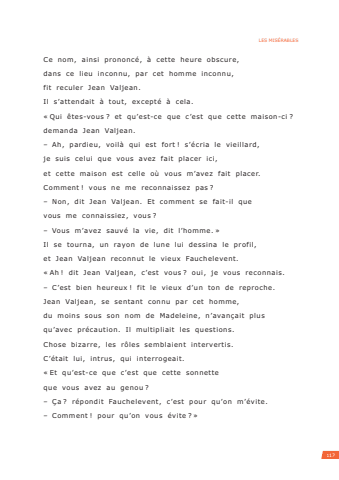 LES MISÉRABLES
Ce nom, ainsi prononcé, à cette heure obscure,
dans ce lieu inconnu, par cet homme inconnu,
fit reculer Jean Valjean.
Il s'attendait à tout, excepté à cela.
« Qui êtes-vous ? et qu'est-ce que c'est que cette maison-ci ?
demanda Jean Valjean.
– Ah, pardieu, voilà qui est fort ! s'écria le vieillard,
je suis celui que vous avez fait placer ici,
et cette maison est celle où vous m'avez fait placer.
Comment ! vous ne me reconnaissez pas ?
– Non, dit Jean Valjean. Et comment se fait-il que
vous me connaissiez, vous ?
– Vous m'avez sauvé la vie, dit l'homme. »
Il se tourna, un rayon de lune lui dessina le profil,
et Jean Valjean reconnut le vieux Fauchelevent.
« Ah ! dit Jean Valjean, c'est vous ? oui, je vous reconnais.
– C'est bien heureux ! fit le vieux d'un ton de reproche.
Jean Valjean, se sentant connu par cet homme,
du moins sous son nom de Madeleine, n'avançait plus
qu'avec précaution. Il multipliait les questions.
Chose bizarre, les rôles semblaient intervertis.
C'était lui, intrus, qui interrogeait.
« Et qu'est-ce que c'est que cette sonnette
que vous avez au genou ?
– Ça ? répondit Fauchelevent, c'est pour qu'on m'évite.
– Comment ! pour qu'on vous évite ? »
117